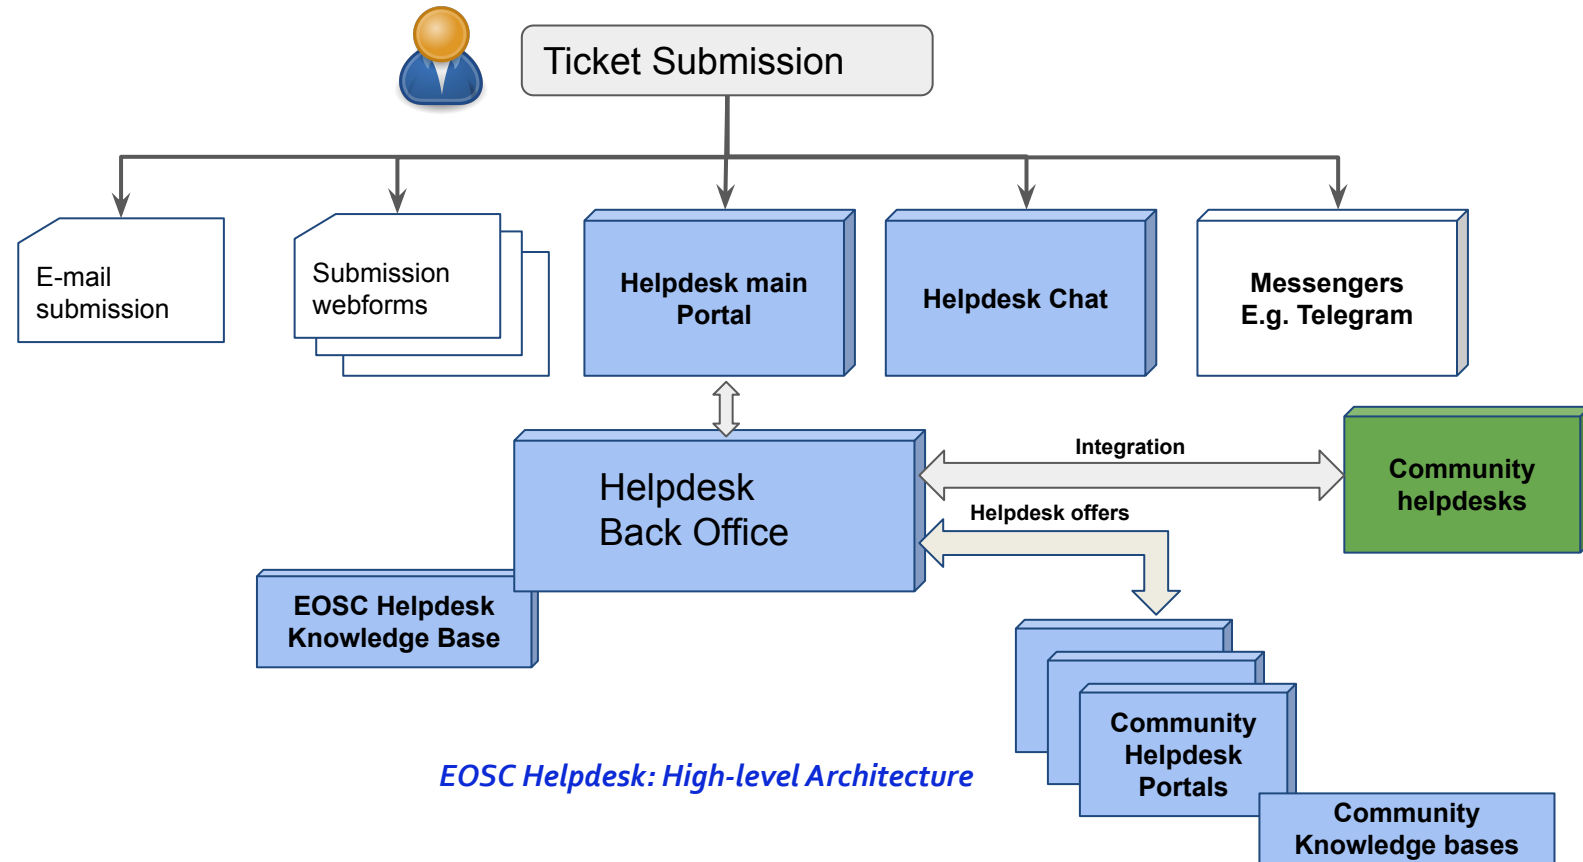 Ticket Submission
E-mail
submission
Submission
webforms
Helpdesk main
Portal
Helpdesk Chat
Messengers
E.g. Telegram
Integration
Community
helpdesks
Helpdesk
Back Office
Helpdesk offers
EOSC Helpdesk
Knowledge Base
Community
Helpdesk
Portals
EOSC Helpdesk: High-level Architecture
Community
Knowledge bases